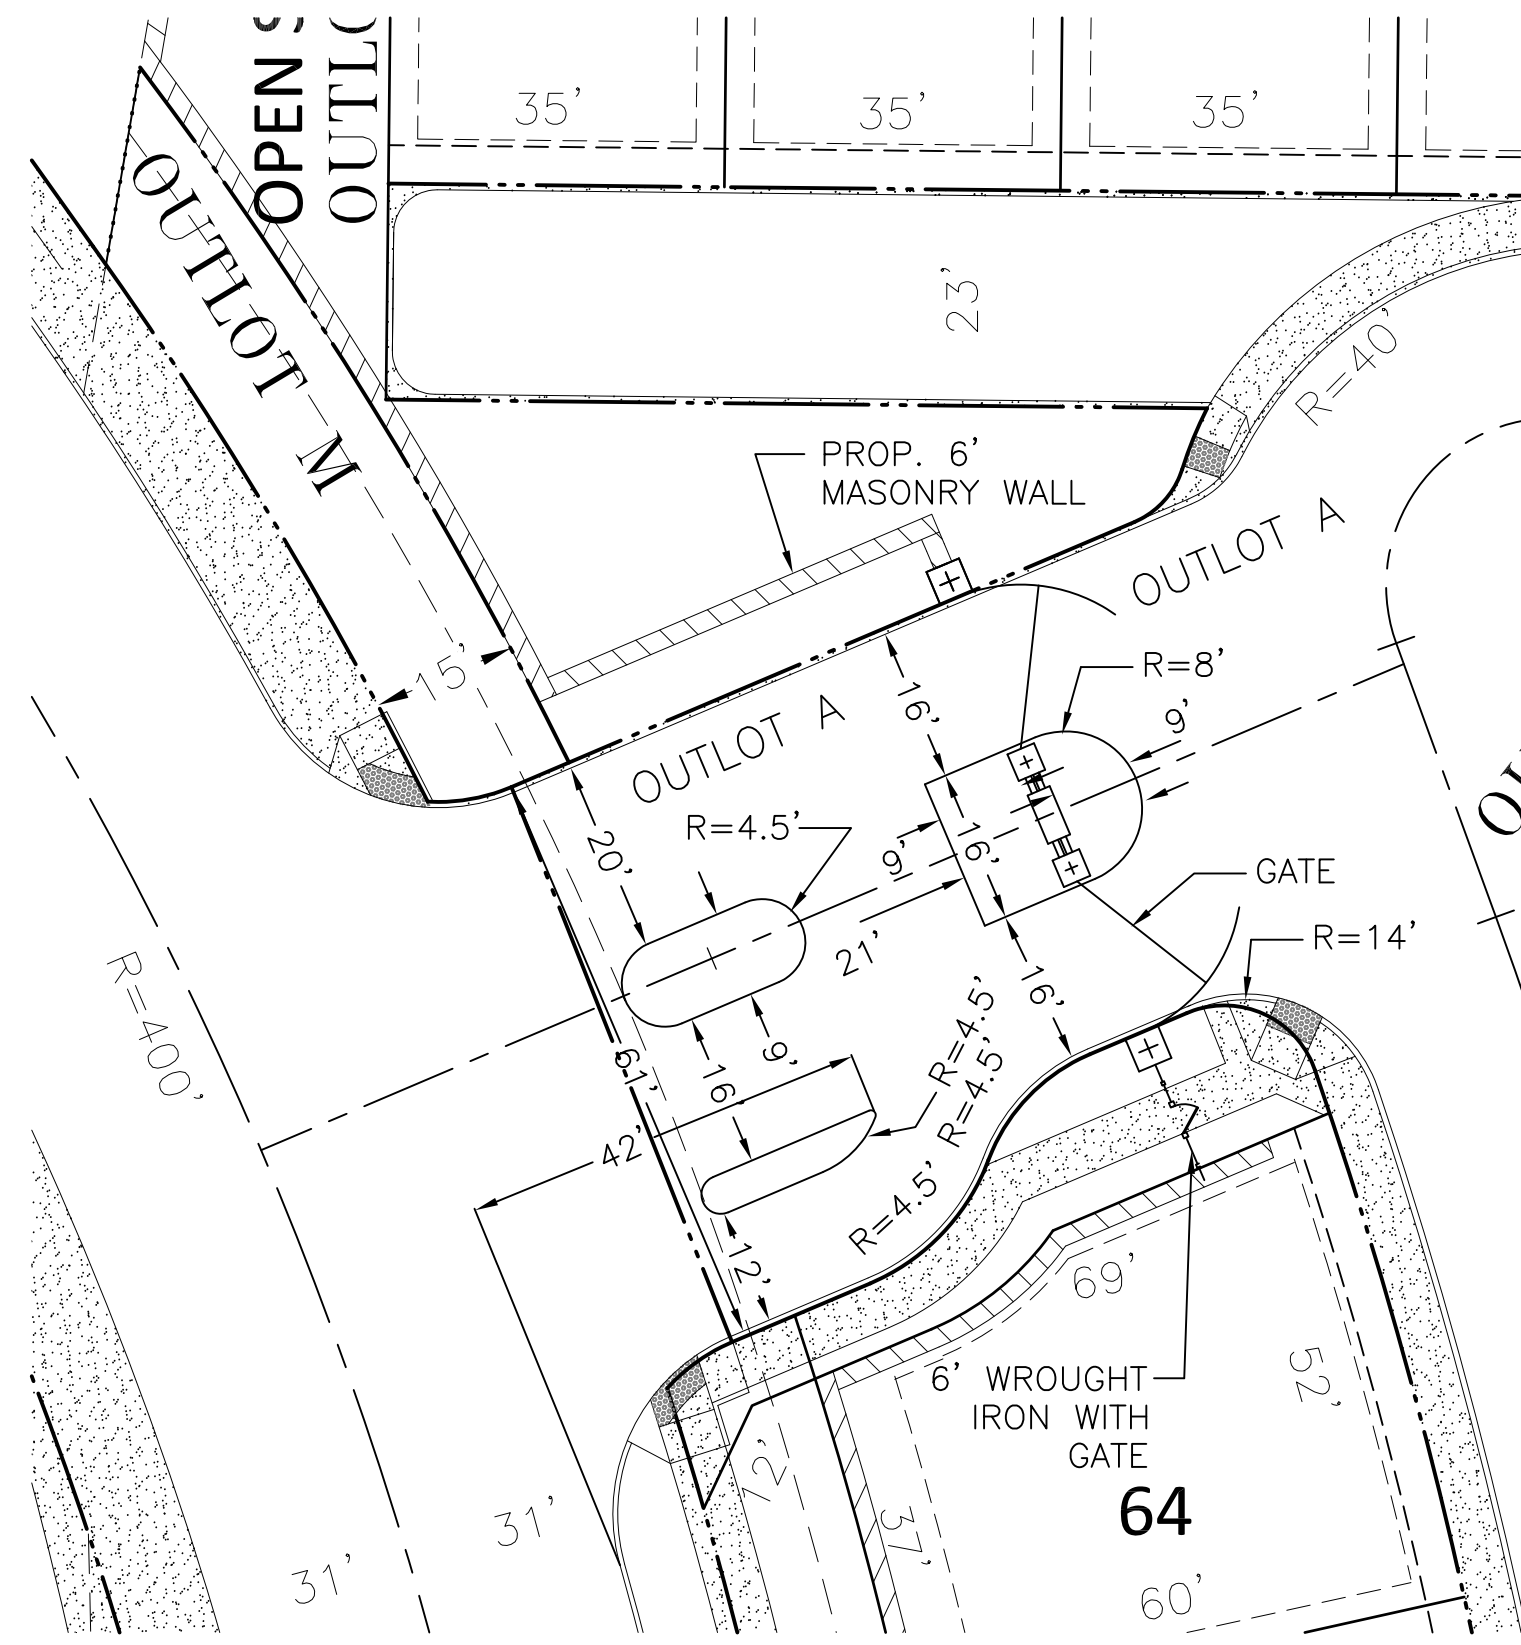 OPEN S
OUTLO
35'
35'
35'
OUTLOT M
23'
R=40'
PROP. 6'
MASONRY WALL
OUTLOT A
15'
R=8'
16'
9'
OUTLOT A
R=4.5'
20'
9'
16'
GATE
21'
R=14'
R=400'
16'
R=4.5'
R=4.5'
61'
9'
16'
42'
R=4.5'
12'
69'
52'
6' WROUGHT
IRON WITH
GATE
12'
64
31'
37'
31'
60'